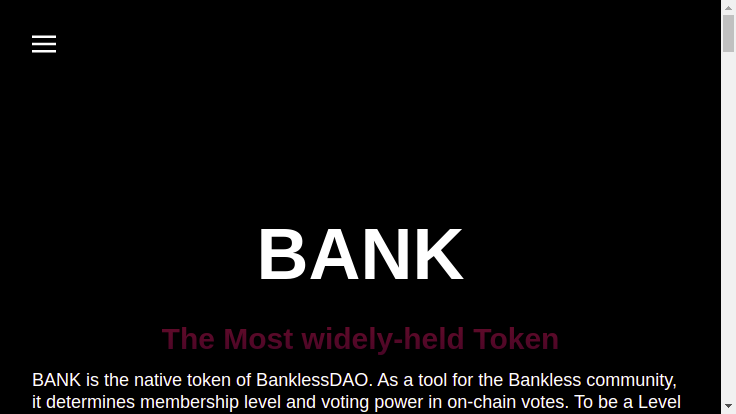 BANK
The Most widely-held Token
BANK is the native token of BanklessDAO. As a tool for the Bankless community,
it determines membership level and voting power in on-chain votes. To be a Level